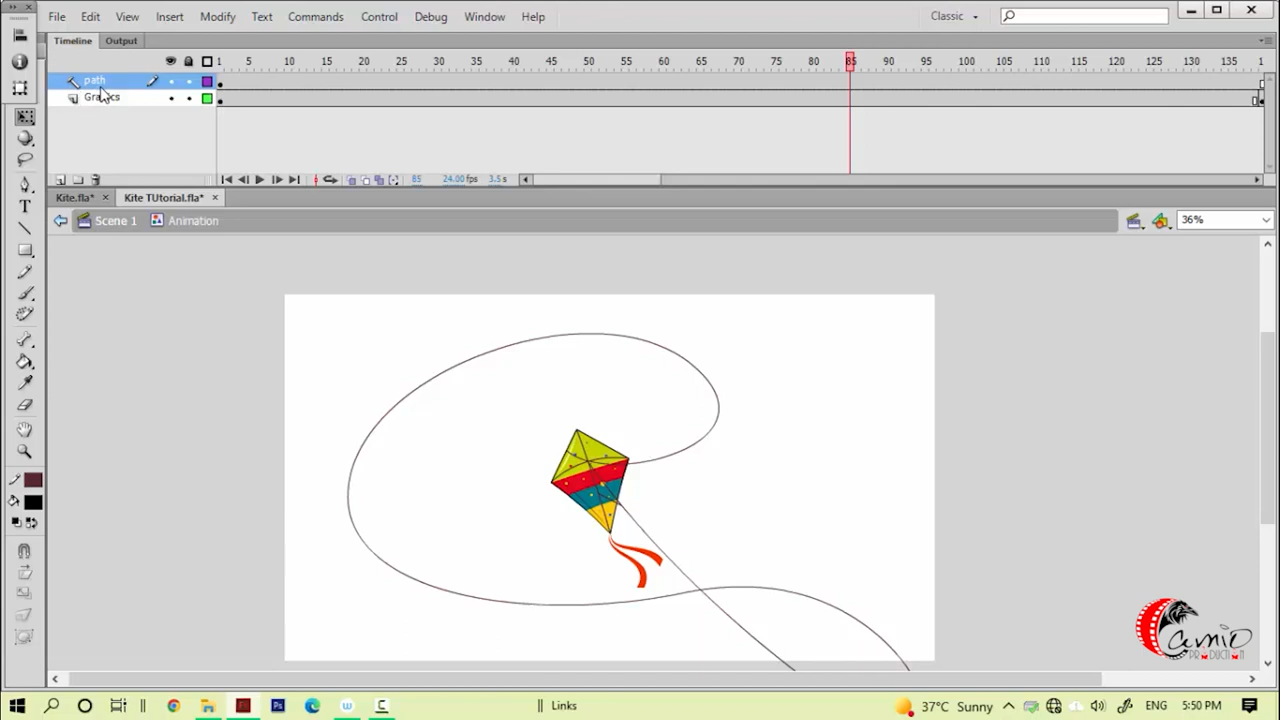 File Edit View Insert Modify Text Commands Control Debug Window Help Classic
Timeline Output
1 5 10 15 20 25 30 35 40 45 50 55 60 65 70 75 80 85 90 95 100 105 110 115 120 125 130 135 1
path
85 24.00 fps 3.5 s
Kite.fla* Kite TUtorial.fla*
Scene 1 Animation 36%
PRODUCTION
Links 37°C Sunny ENG 5:50 PM